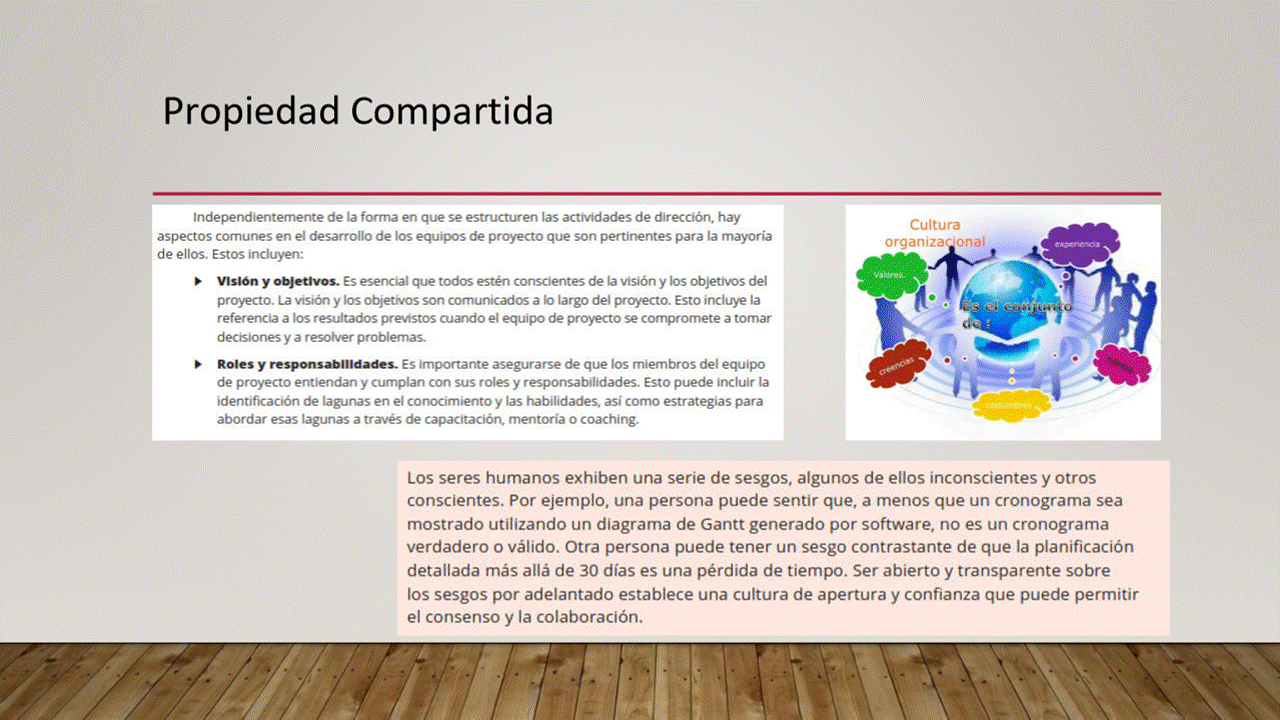 Propiedad Compartida
Independientemente de la forma en que se estructuren las actividades de dirección, hay
aspectos comunes en el desarrollo de los equipos de proyecto que son pertinentes para la mayoría
de ellos. Estos incluyen:
Visión y objetivos. Es esencial que todos estén conscientes de la visión y los objetivos del
proyecto. La visión y los objetivos son comunicados a lo largo del proyecto. Esto incluye la
referencia a los resultados previstos cuando el equipo de proyecto se compromete a tomar
decisiones y a resolver problemas.
Roles y responsabilidades. Es importante asegurarse de que los miembros del equipo
de proyecto entiendan y cumplan con sus roles y responsabilidades. Esto puede incluir la
identificación de lagunas en el conocimiento y las habilidades, así como estrategias para
abordar esas lagunas a través de capacitación, mentoría o coaching.
Cultura
organizacional
experiencia
Valores.
Es el conjunto
de :
creencias
costumbres
Los seres humanos exhiben una serie de sesgos, algunos de ellos inconscientes y otros
conscientes. Por ejemplo, una persona puede sentir que, a menos que un cronograma sea
mostrado utilizando un diagrama de Gantt generado por software, no es un cronograma
verdadero o válido. Otra persona puede tener un sesgo contrastante de que la planificación
detallada más allá de 30 días es una pérdida de tiempo. Ser abierto y transparente sobre
los sesgos por adelantado establece una cultura de apertura y confianza que puede permitir
el consenso y la colaboración.